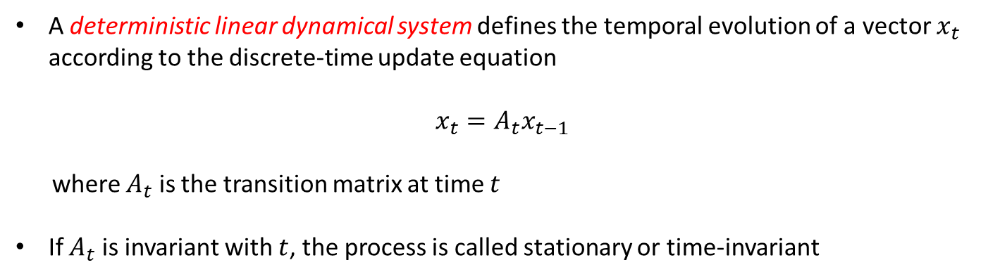 • A deterministic linear dynamical system defines the temporal evolution of a vector $x_t$
according to the discrete-time update equation
$x_t = A_t x_{t-1}$
where $A_t$ is the transition matrix at time $t$
• If $A_t$ is invariant with $t$, the process is called stationary or time-invariant